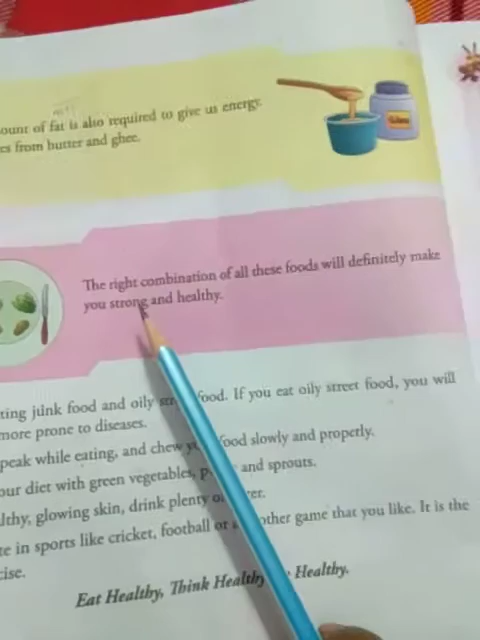 ount of fat is also required to give us energy.
es from butter and ghee.
The right combination of all these foods will definitely make
you strong and healthy.
ting junk food and oily food. If you eat oily street food, you will
more prone to diseases.
peak while eating, and chew food slowly and properly.
our diet with green vegetables, and sprouts.
lthy, glowing skin, drink plenty
te in sports like cricket, football or other game that you like. It is the
cise.
Eat Healthy, Think Healthy Healthy.